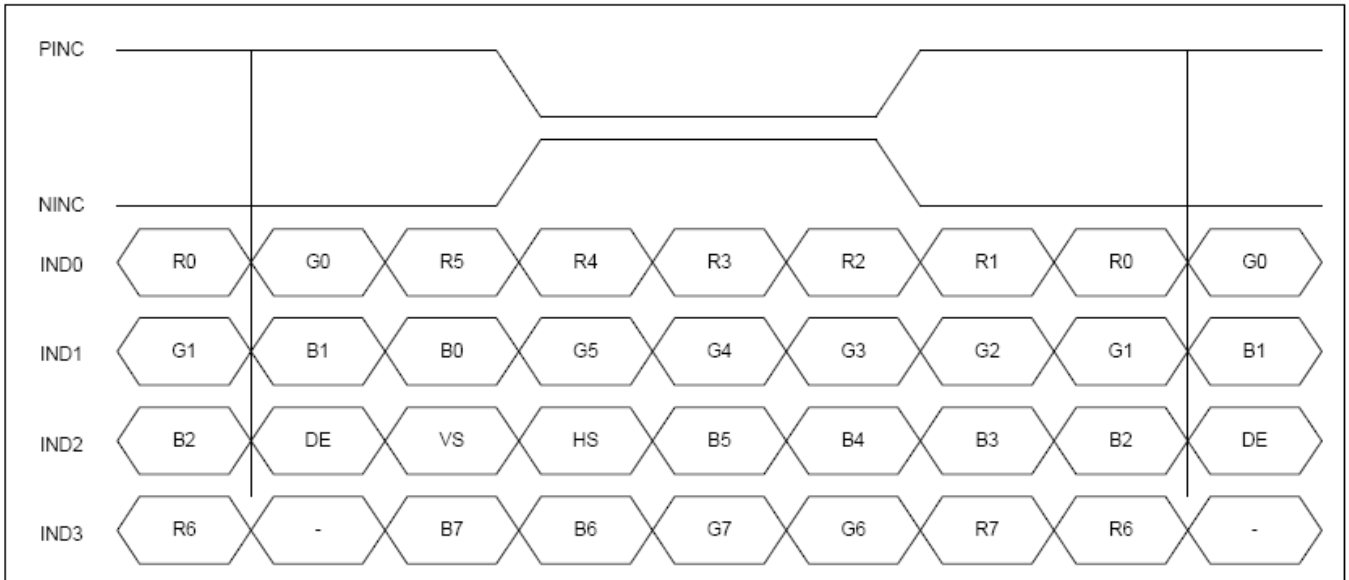 PINC
NINC
IND0 R0 G0 R5 R4 R3 R2 R1 R0 G0
IND1 G1 B1 B0 G5 G4 G3 G2 G1 B1
IND2 B2 DE VS HS B5 B4 B3 B2 DE
IND3 R6 - B7 B6 G7 G6 R7 R6 -